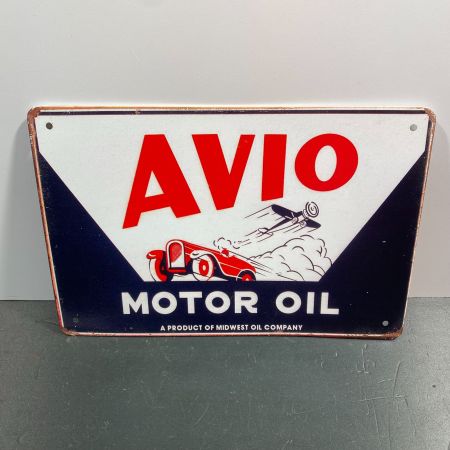 AVIO
MOTOR OIL
A PRODUCT OF MIDWEST OIL COMPANY